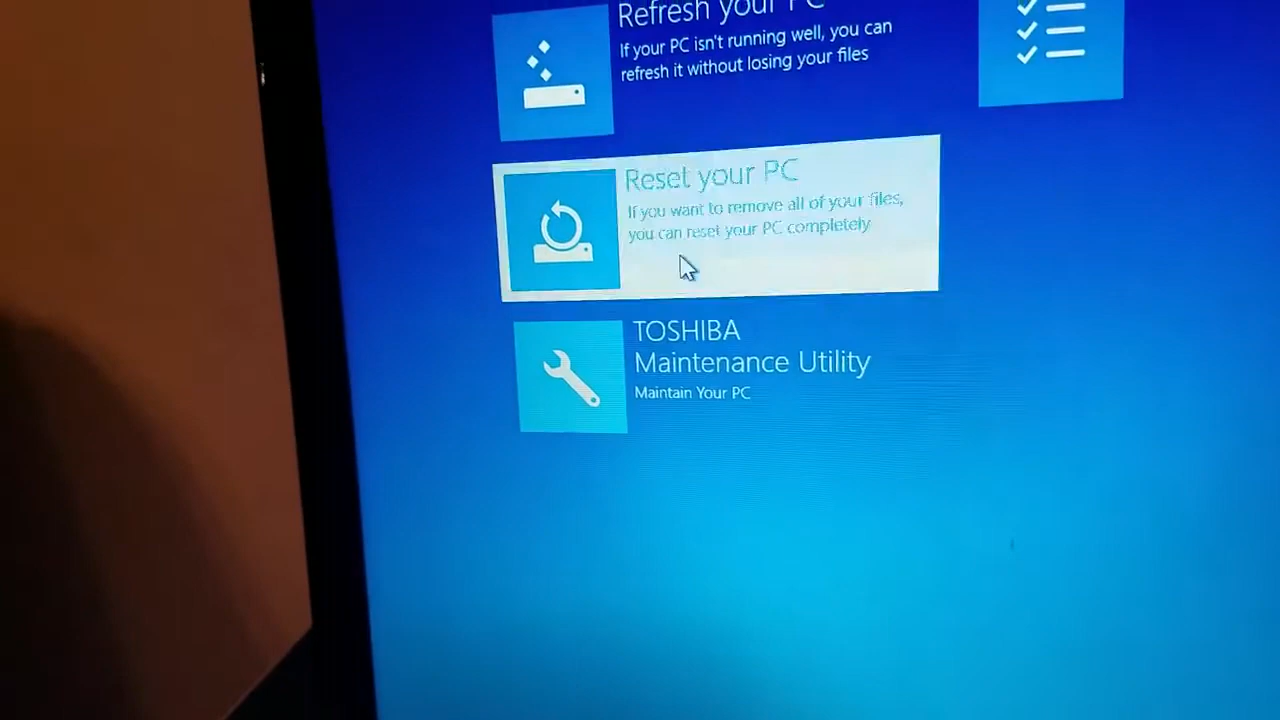 Refresh your PC
If your PC isn't running well, you can
refresh it without losing your files
Reset your PC
If you want to remove all of your files,
you can reset your PC completely
TOSHIBA
Maintenance Utility
Maintain Your PC